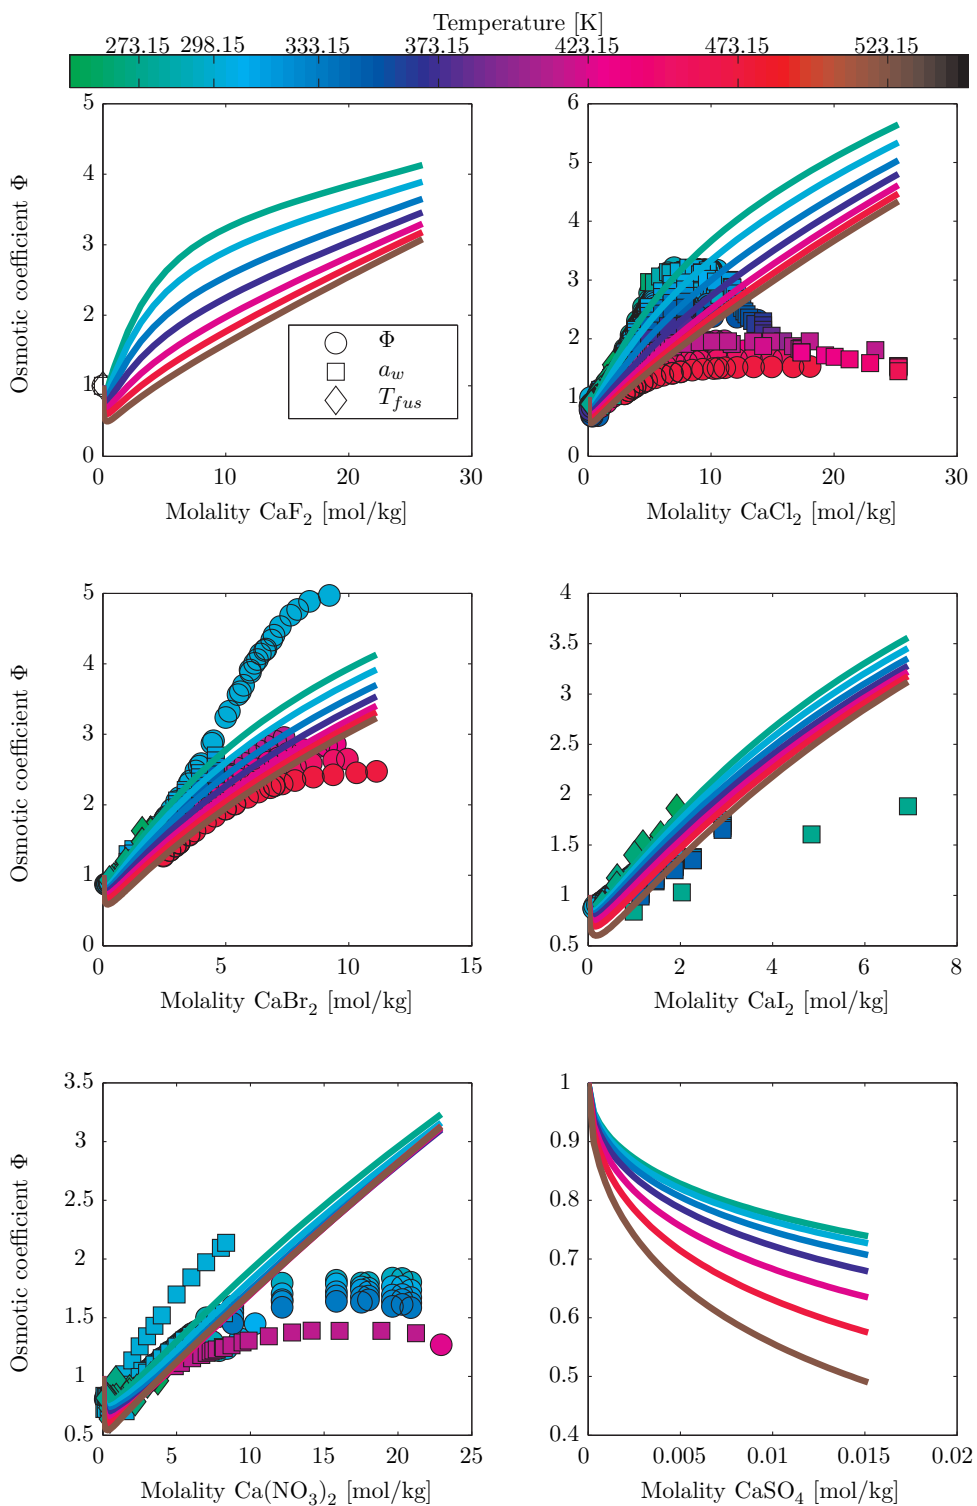 Temperature [K]
273.15 298.15 333.15 373.15 423.15 473.15 523.15
Osmotic coefficient Φ
5
4
3
2
1
0
Φ
a_w
T_fus
0 10 20 30
Molality CaF₂ [mol/kg]
6
5
4
3
2
1
0
0 10 20 30
Molality CaCl₂ [mol/kg]
Osmotic coefficient Φ
5
4
3
2
1
0
0 5 10 15
Molality CaBr₂ [mol/kg]
4
3.5
3
2.5
2
1.5
1
0.5
0 2 4 6 8
Molality CaI₂ [mol/kg]
Osmotic coefficient Φ
3.5
3
2.5
2
1.5
1
0.5
0 5 10 15 20 25
Molality Ca(NO₃)₂ [mol/kg]
1
0.9
0.8
0.7
0.6
0.5
0.4
0 0.005 0.01 0.015 0.02
Molality CaSO₄ [mol/kg]